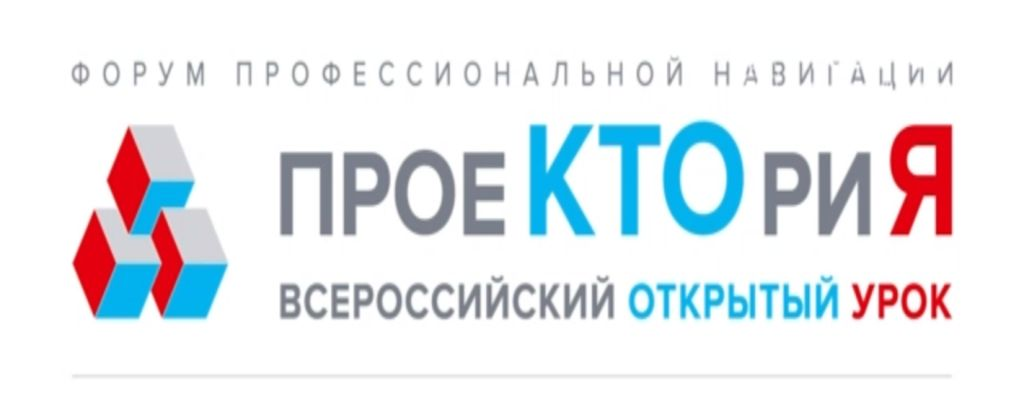 ФОРУМ ПРОФЕССИОНАЛЬНОЙ НАВИГАЦИИ
ПРОЕКТОРИЯ
ВСЕРОССИЙСКИЙ ОТКРЫТЫЙ УРОК